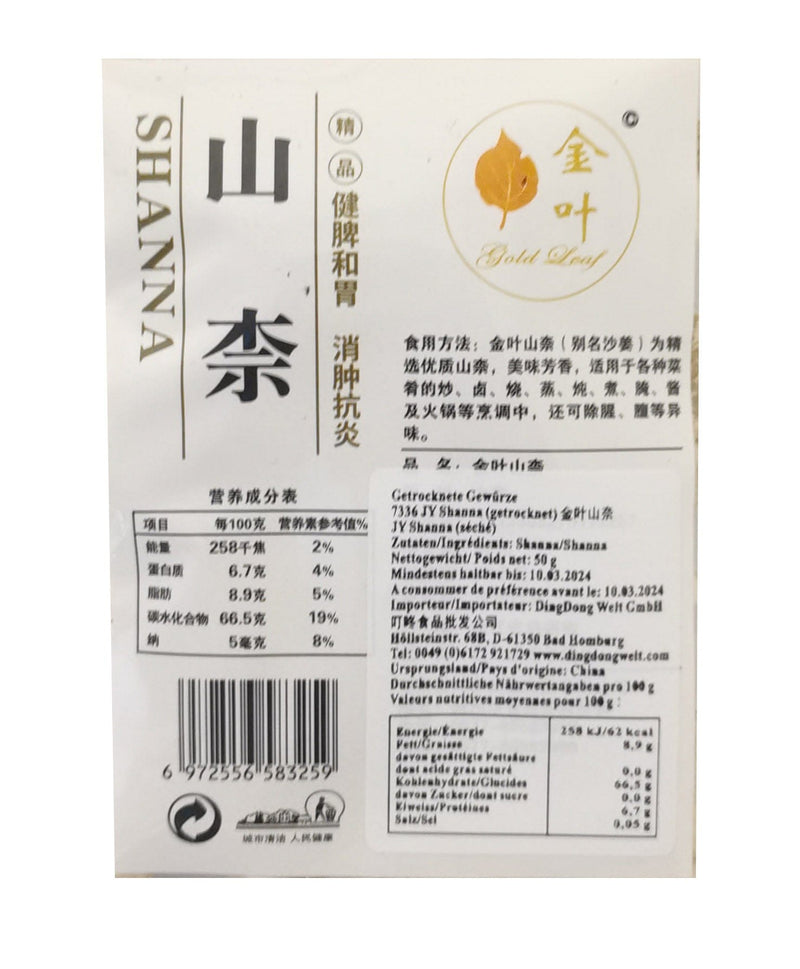 SHANNA
山柰
精品 健脾和胃 消肿抗炎
©
金叶
Gold Leaf
食用方法：金叶山奈（别名沙姜）为精
选优质山奈，美味芳香，适用于各种菜
肴的炒、卤、烧、蒸、炖、煮、腌、酱
及火锅等烹调中，还可除腥、膻等异
味。
品 名：金叶山奈
营养成分表
项目 每100克 营养素参考值%
能量 258千焦 2%
蛋白质 6.7克 4%
脂肪 8.9克 5%
碳水化合物 66.5克 19%
纳 5毫克 8%
6 972556 583259
城市清洁 人民健康
Getrocknete Gewürze
7336 JY Shanna (getrocknet) 金叶山奈
JY Shanna (séché)
Zutaten/Ingrédients: Shanna/Shanna
Nettogewicht/ Poids net: 50 g
Mindestens haltbar bis: 10.03.2024
A consommer de préférence avant le: 10.03.2024
Importeur/Importateur: DingDong Welt GmbH
叮咚食品批发公司
Höllsteinstr. 68B, D-61350 Bad Homburg
Tel: 0049 (0)6172 921729 www.dingdongwelt.com
Ursprungsland/Pays d'origine: China
Durchschnittliche Nährwertangaben pro 100 g
Valeurs nutritives moyennes pour 100 g :
Energie/Énergie 258 kJ/62 kcal
Fett/Graisse 8,9 g
davon gesättigte Fettsäure
dont acide gras saturé 0,0 g
Kohlenhydrate/Glucides 66,5 g
davon Zucker/dont sucre 0,0 g
Eiweiss/Protéines 6,7 g
Salz/Sel 0,05 g